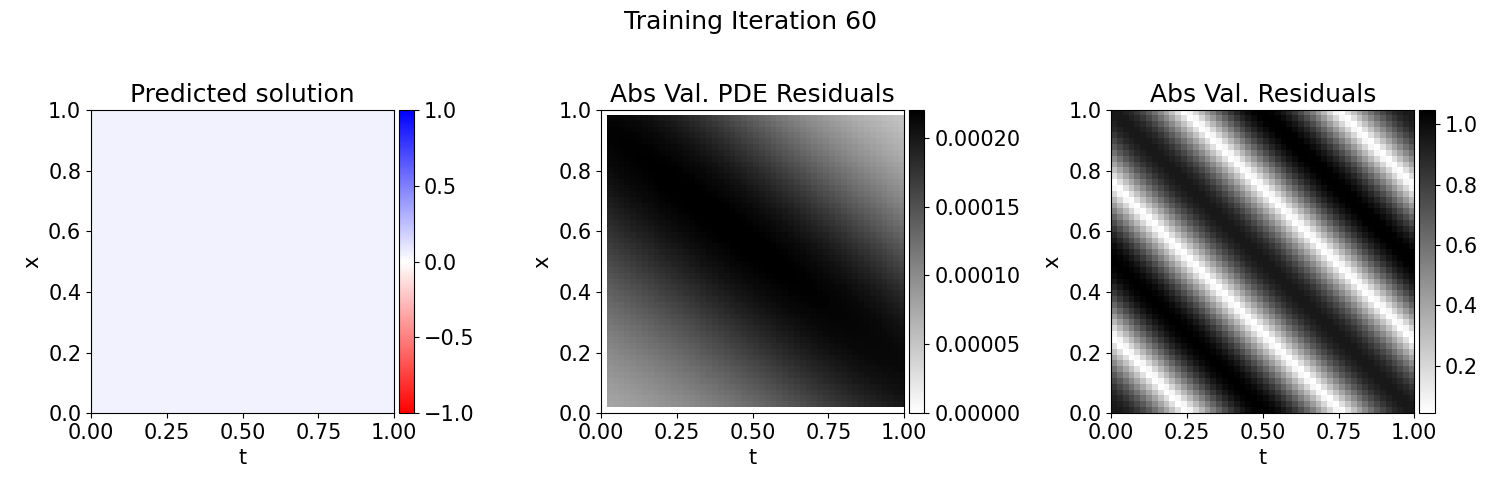 Training Iteration 60
Predicted solution
1.0
0.8
0.6
0.4
0.2
0.0
x
0.00 0.25 0.50 0.75 1.00
t
1.0
0.5
0.0
−0.5
−1.0
Abs Val. PDE Residuals
1.0
0.8
0.6
0.4
0.2
0.0
x
0.00 0.25 0.50 0.75 1.00
t
0.00020
0.00015
0.00010
0.00005
0.00000
Abs Val. Residuals
1.0
0.8
0.6
0.4
0.2
0.0
x
0.00 0.25 0.50 0.75 1.00
t
1.0
0.8
0.6
0.4
0.2